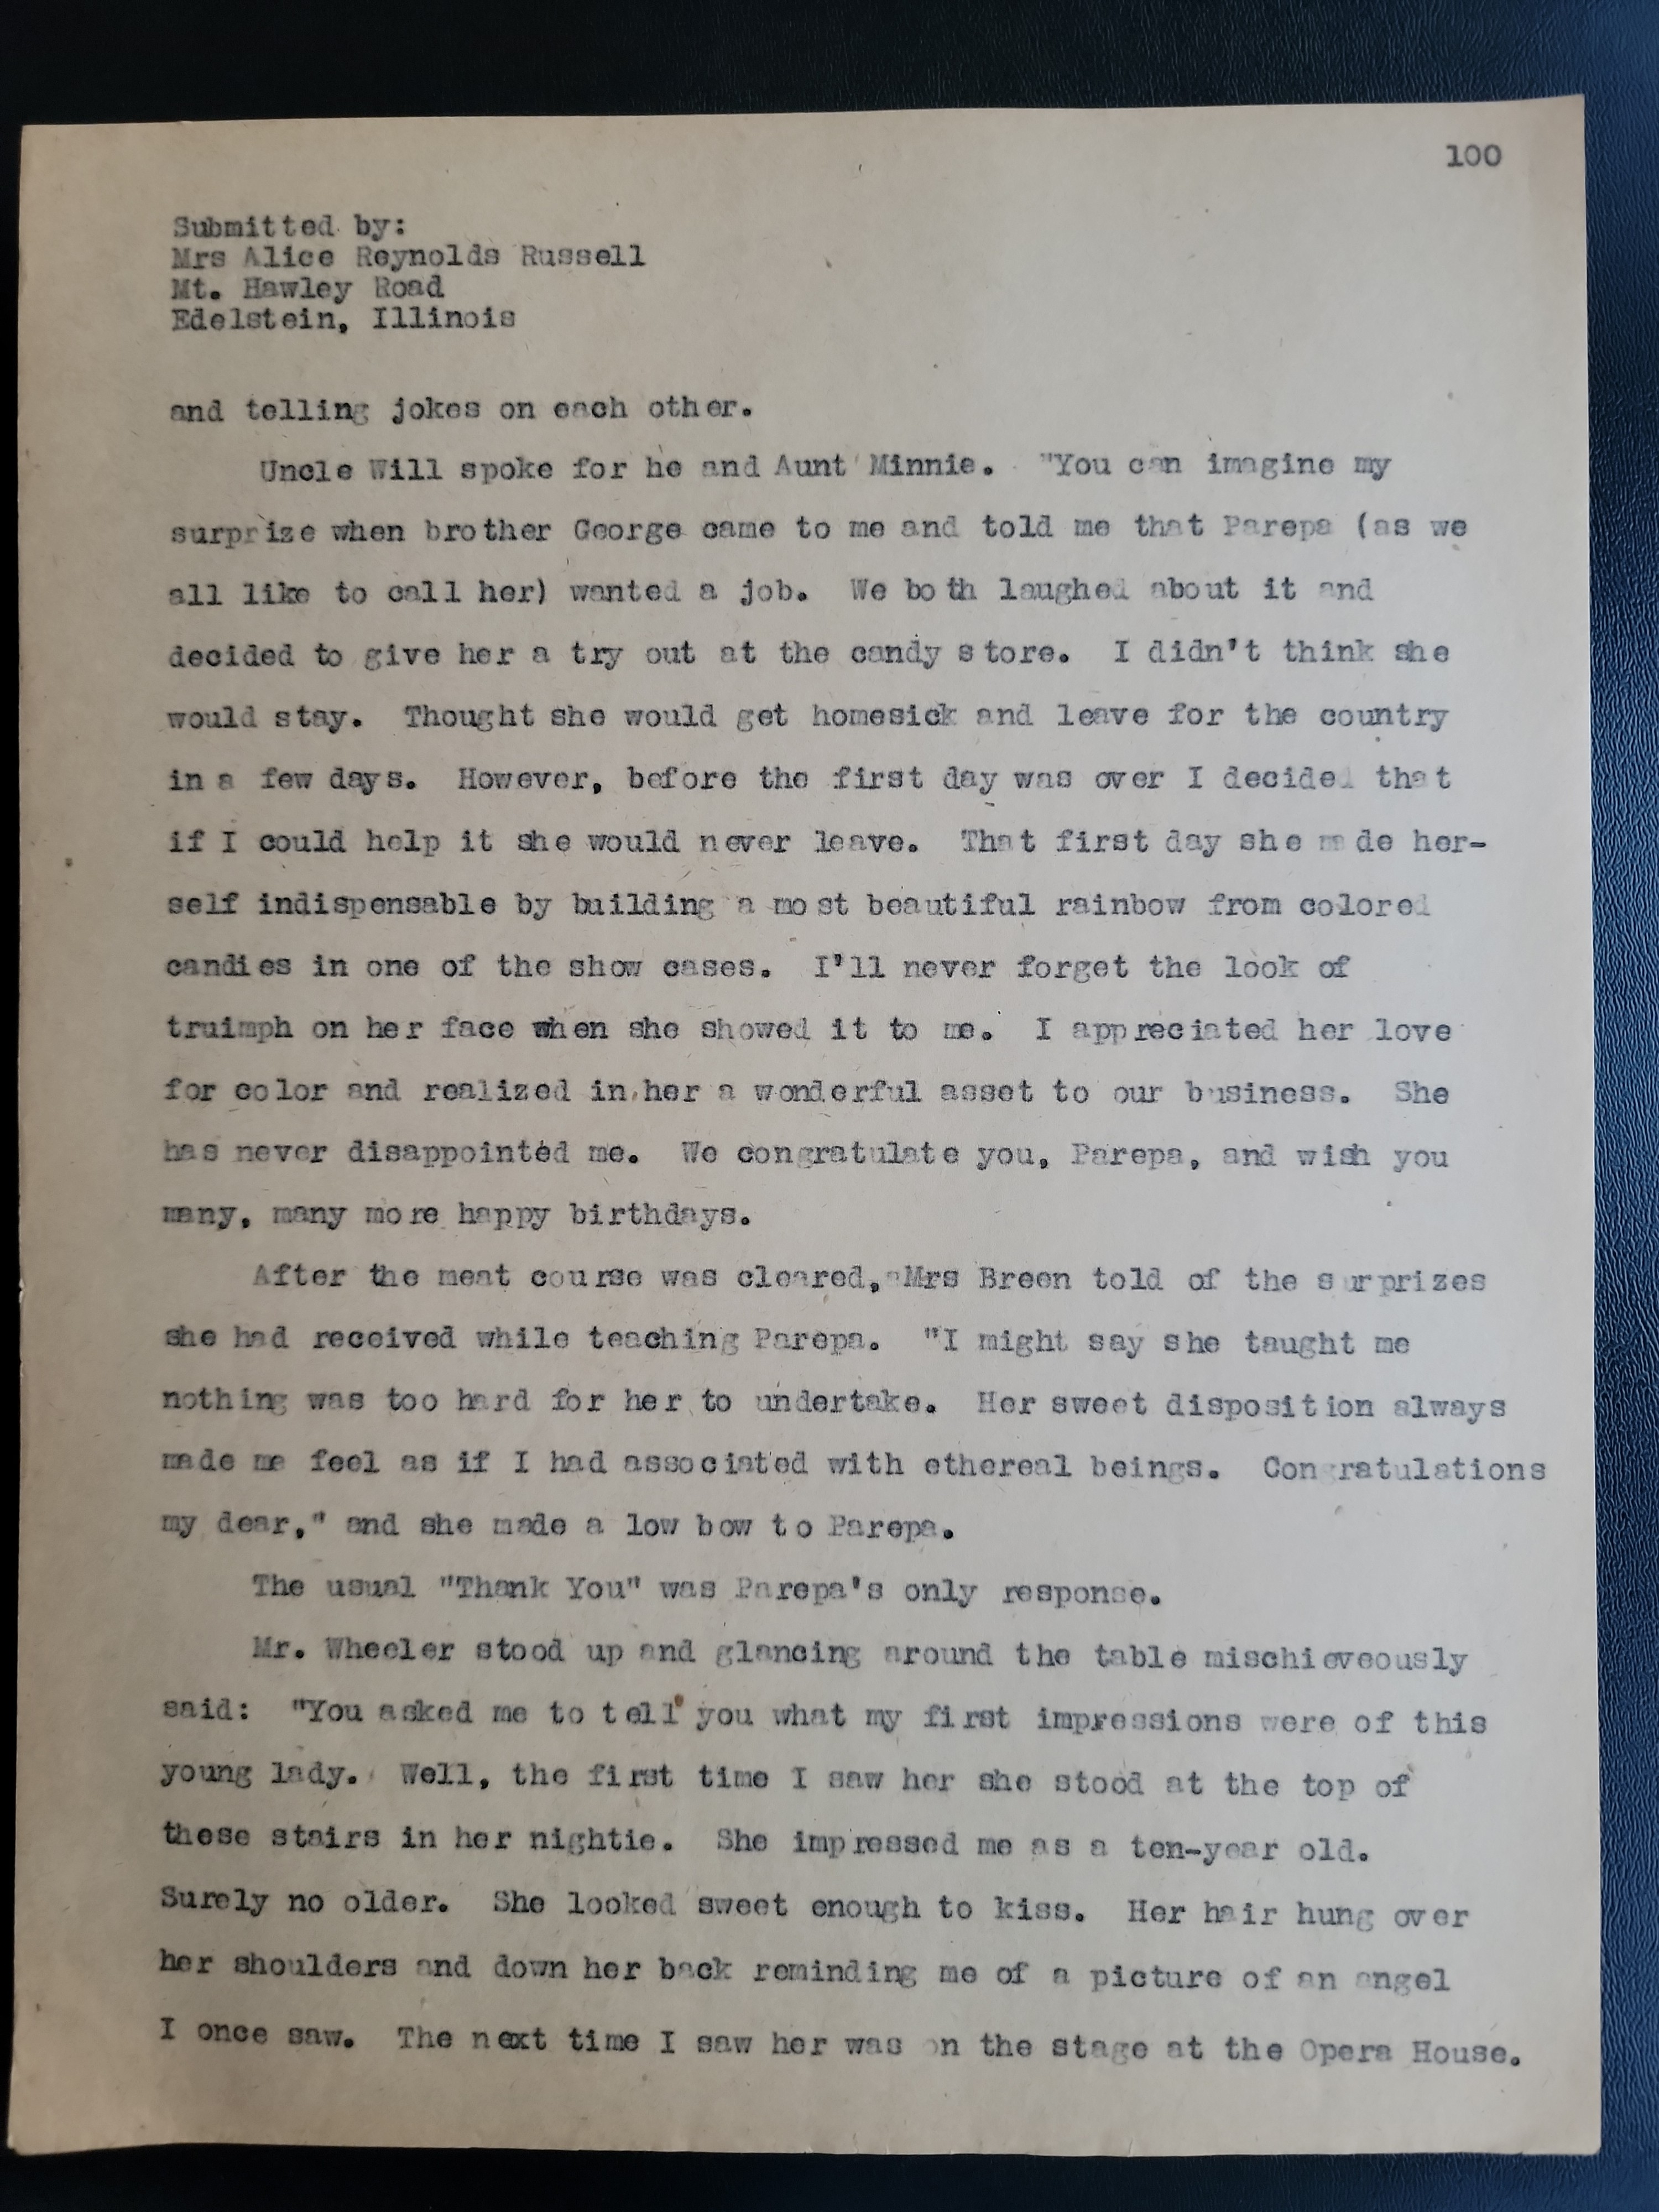 100
Submitted by:
Mrs Alice Reynolds Russell
Mt. Hawley Road
Edelstein, Illinois
and telling jokes on each other.
Uncle Will spoke for he and Aunt Minnie. "You can imagine my
surprize when brother George came to me and told me that Parepa (as we
all like to call her) wanted a job. We both laughed about it and
decided to give her a try out at the candy store. I didn't think she
would stay. Thought she would get homesick and leave for the country
in a few days. However, before the first day was over I decided that
if I could help it she would never leave. That first day she made her-
self indispensable by building a most beautiful rainbow from colored
candies in one of the show cases. I'll never forget the look of
truimph on her face when she showed it to me. I appreciated her love
for color and realized in her a wonderful asset to our business. She
has never disappointed me. We congratulate you, Parepa, and wish you
many, many more happy birthdays.
After the meat course was cleared, Mrs Breen told of the surprizes
she had received while teaching Parepa. "I might say she taught me
nothing was too hard for her to undertake. Her sweet disposition always
made me feel as if I had associated with ethereal beings. Congratulations
my dear," and she made a low bow to Parepa.
The usual "Thank You" was Parepa's only response.
Mr. Wheeler stood up and glancing around the table mischieveously
said: "You asked me to tell you what my first impressions were of this
young lady. Well, the first time I saw her she stood at the top of
these stairs in her nightie. She impressed me as a ten-year old.
Surely no older. She looked sweet enough to kiss. Her hair hung over
her shoulders and down her back reminding me of a picture of an angel
I once saw. The next time I saw her was on the stage at the Opera House.